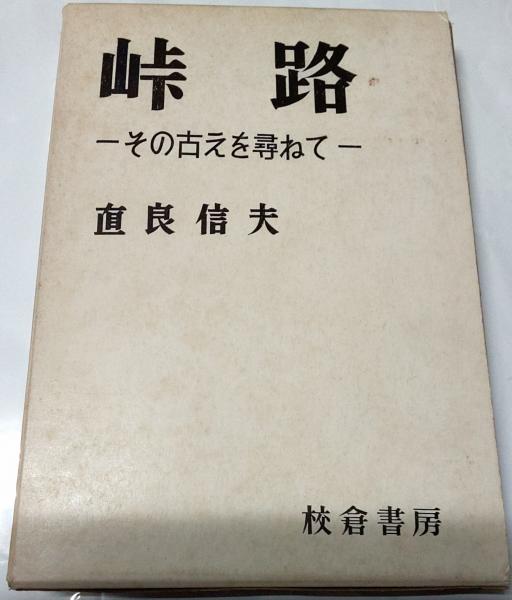 峠路
ーその古えを尋ねてー
直良信夫
校倉書房